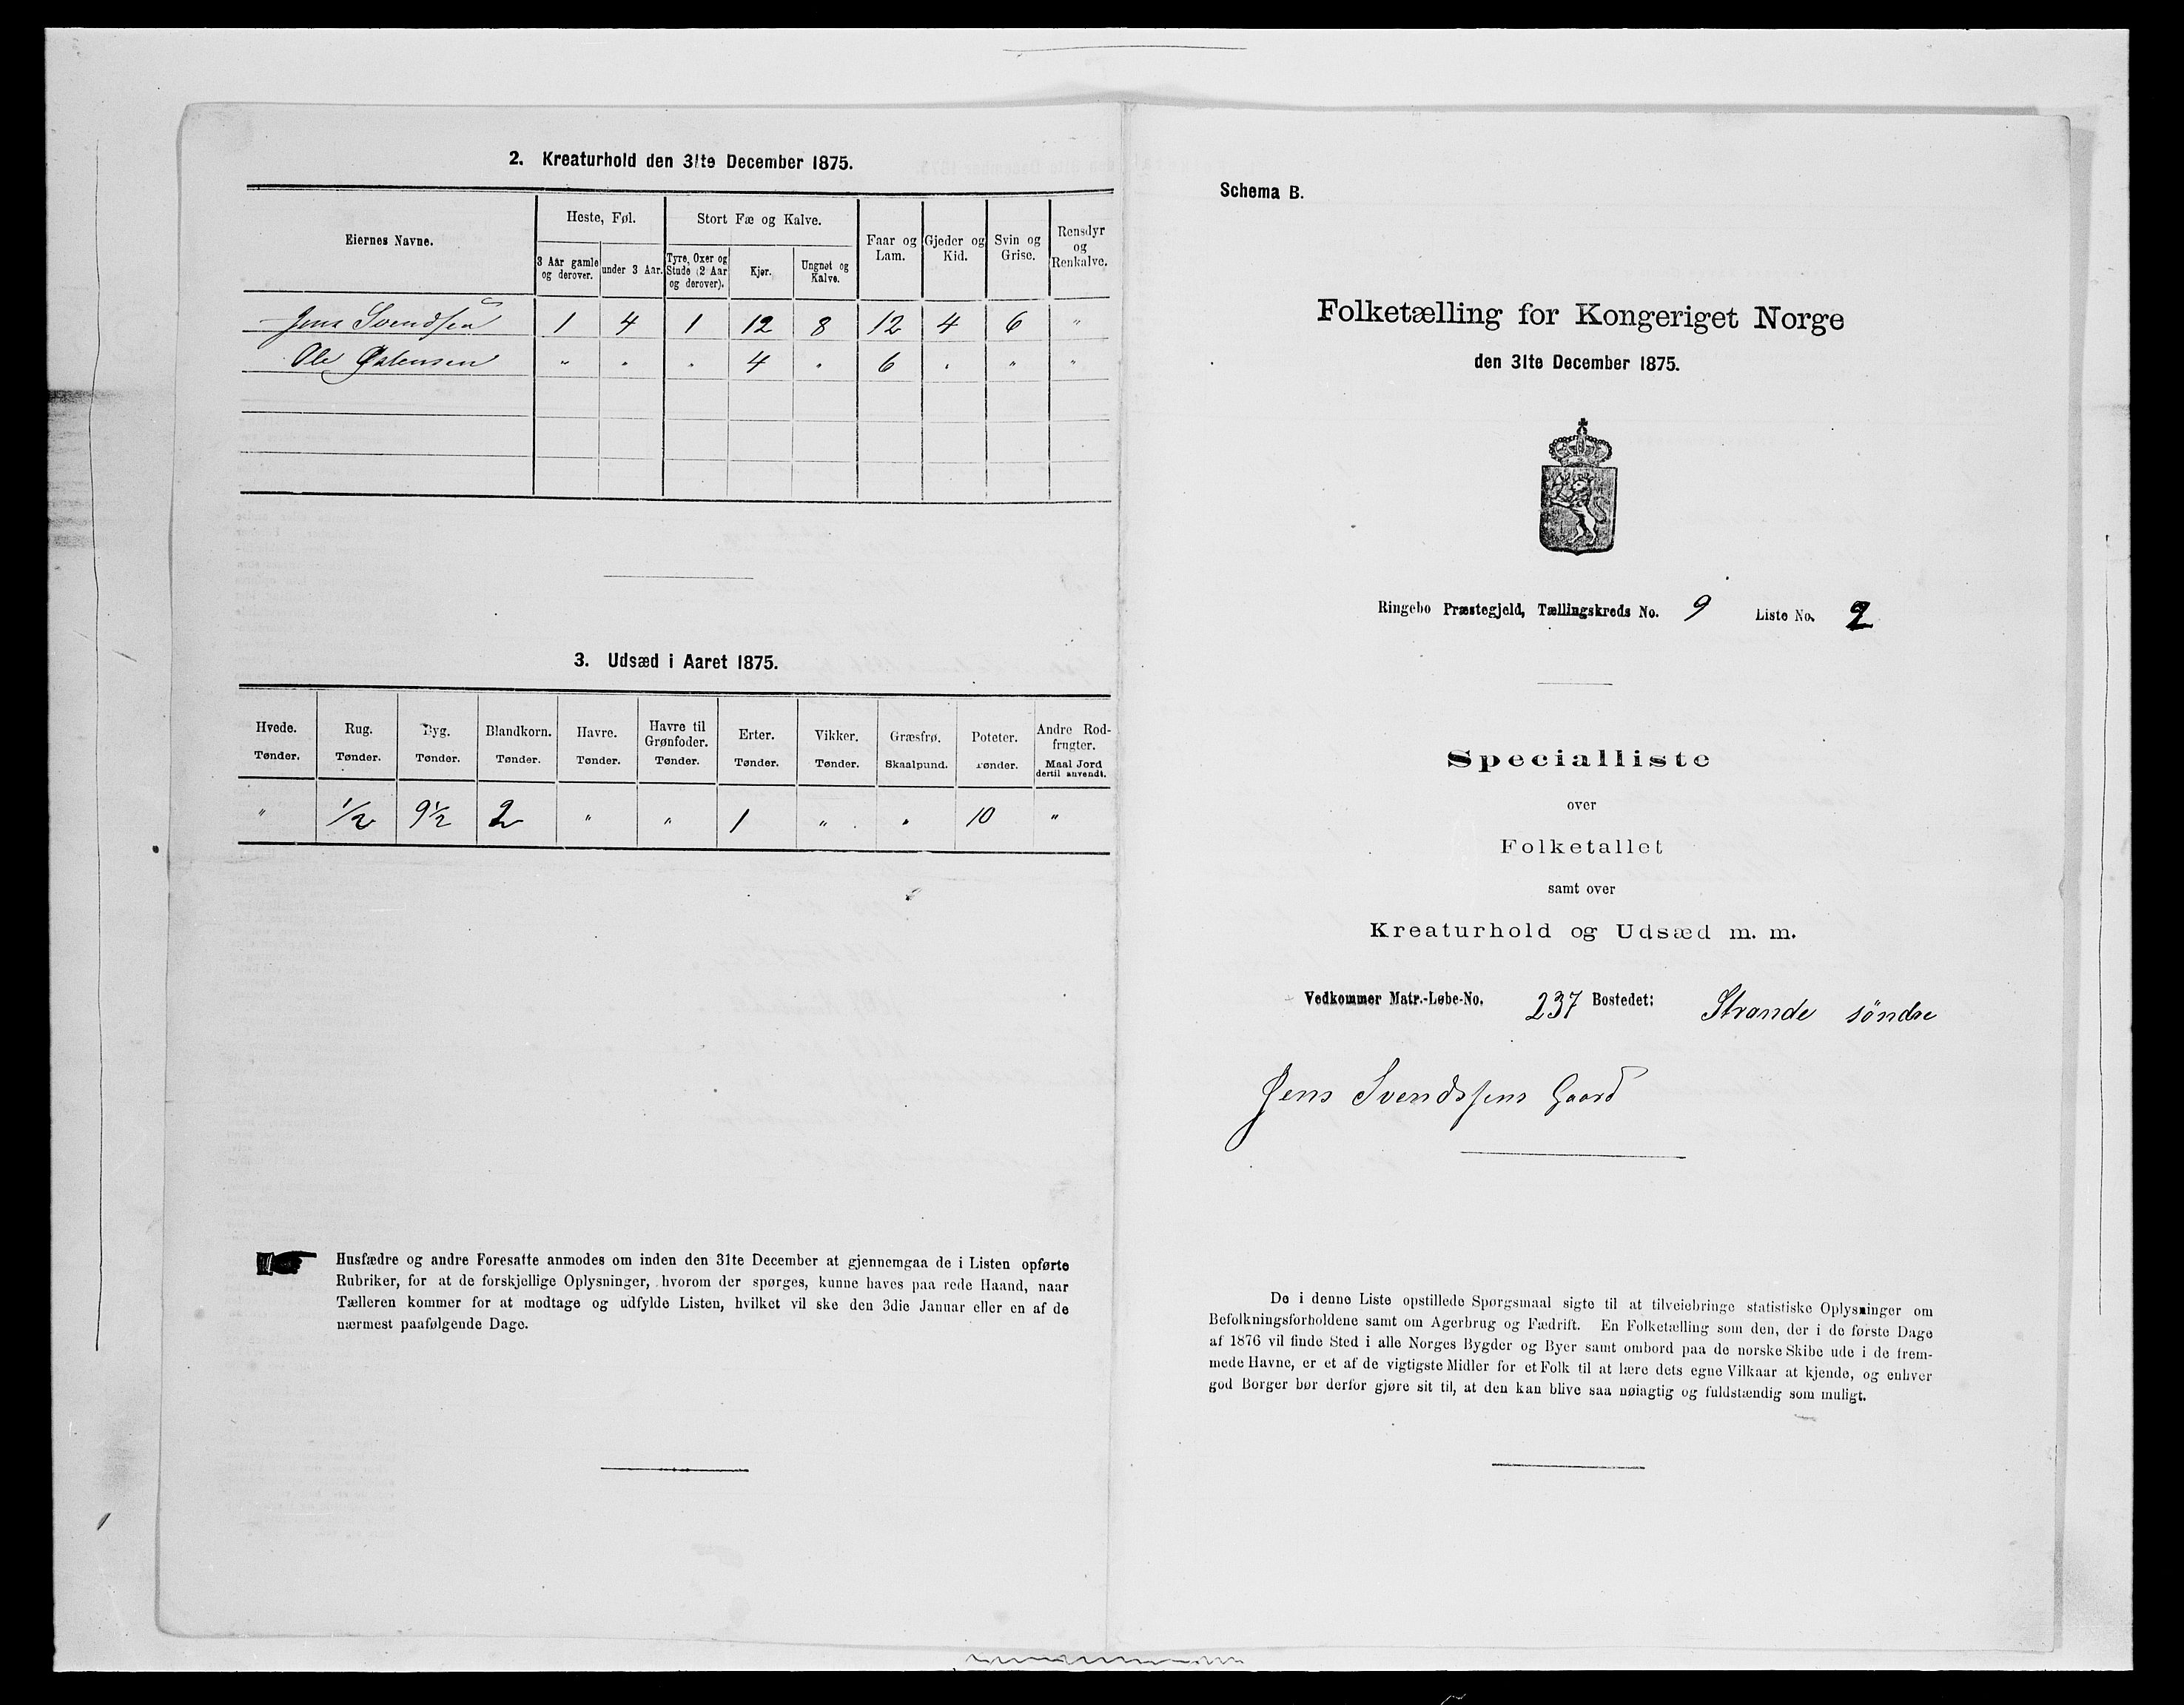 2. Kreaturhold den 31te December 1875.
Eiernes Navne.
Heste, Føl.
Stort Fæ og Kalve.
Faar og Lam.
Gjeder og Kid.
Svin og Grise.
Rensdyr og Renkalve.
3 Aar gamle og derover.
under 3 Aar.
Tyre, Oxer og Stude (2 Aar og derover).
Kjør.
Ungnøt og Kalve.
Jens Svendsen 1 4 1 12 8 12 4 6 "
Ole Østensen " " " 4 " 6 " " "
3. Udsæd i Aaret 1875.
Hvede. Rug. Byg. Blandkorn. Havre. Havre til Grønfoder. Erter. Vikker. Græsfrø. Poteter. Andre Rodfrugter.
Tønder. Tønder. Tønder. Tønder. Tønder. Tønder. Tønder. Tønder. Skaalpund. Tønder. Maal Jord dertil anvendt.
" 1/2 9 1/2 2 " " 1 " " 10 "
Husfædre og andre Foresatte anmodes om inden den 31te December at gjennemgaa de i Listen opførte
Rubriker, for at de forskjellige Oplysninger, hvorom der spørges, kunne haves paa rede Haand, naar
Tælleren kommer for at modtage og udfylde Listen, hvilket vil ske den 3die Januar eller en af de
nærmest paafølgende Dage.
Schema B.
Folketælling for Kongeriget Norge
den 31te December 1875.
Ringebo Præstegjeld, Tællingskreds No. 9 Liste No. 2
Specialliste
over
Folketallet
samt over
Kreaturhold og Udsæd m. m.
Vedkommer Matr.-Løbe-No. 237 Bostedet: Strande söndre
Jens Svendsens Gaard
De i denne Liste opstillede Spørgsmaal sigte til at tilveiebringe statistiske Oplysninger om
Befolkningsforholdene samt om Agerbrug og Fædrift. En Folketælling som den, der i de første Dage
af 1876 vil finde Sted i alle Norges Bygder og Byer samt ombord paa de norske Skibe ude i de frem-
mede Havne, er et af de vigtigste Midler for et Folk til at lære dets egne Vilkaar at kjende, og enhver
god Borger bør derfor gjøre sit til, at den kan blive saa nøiagtig og fuldstændig som muligt.